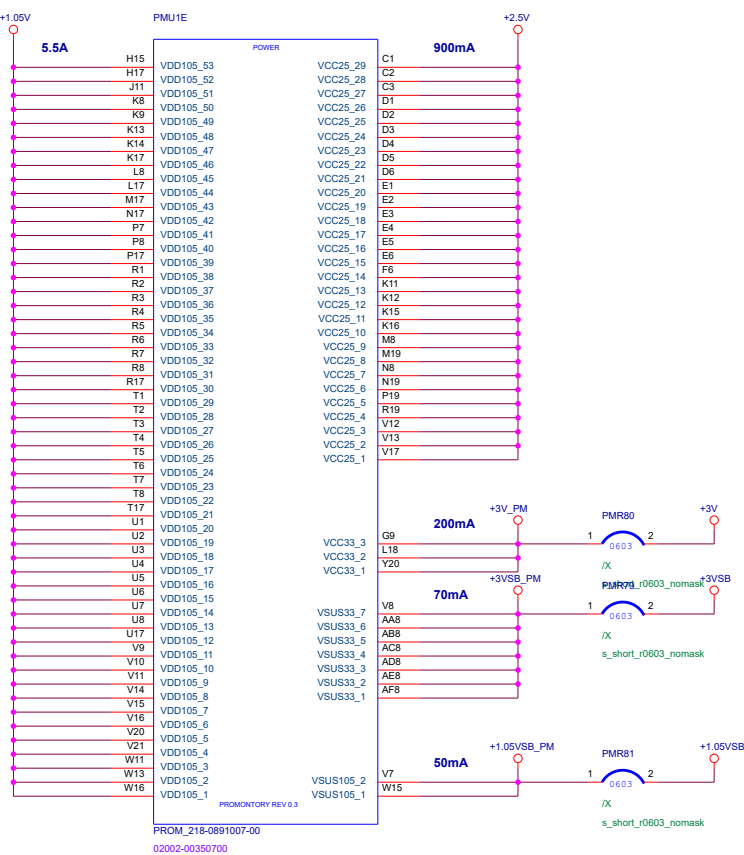 +1.05V PMU1E +2.5V
5.5A POWER 900mA
H15 VDD105_53 VCC25_29 C1
H17 VDD105_52 VCC25_28 C2
J11 VDD105_51 VCC25_27 C3
K8 VDD105_50 VCC25_26 D1
K9 VDD105_49 VCC25_25 D2
K13 VDD105_48 VCC25_24 D3
K14 VDD105_47 VCC25_23 D4
K17 VDD105_46 VCC25_22 D5
L8 VDD105_45 VCC25_21 D6
L17 VDD105_44 VCC25_20 E1
M17 VDD105_43 VCC25_19 E2
N17 VDD105_42 VCC25_18 E3
P7 VDD105_41 VCC25_17 E4
P8 VDD105_40 VCC25_16 E5
P17 VDD105_39 VCC25_15 E6
R1 VDD105_38 VCC25_14 F6
R2 VDD105_37 VCC25_13 K11
R3 VDD105_36 VCC25_12 K12
R4 VDD105_35 VCC25_11 K15
R5 VDD105_34 VCC25_10 K16
R6 VDD105_33 VCC25_9 M8
R7 VDD105_32 VCC25_8 M19
R8 VDD105_31 VCC25_7 N8
R17 VDD105_30 VCC25_6 N19
T1 VDD105_29 VCC25_5 P19
T2 VDD105_28 VCC25_4 R19
T3 VDD105_27 VCC25_3 V12
T4 VDD105_26 VCC25_2 V13
T5 VDD105_25 VCC25_1 V17
T6 VDD105_24
T7 VDD105_23
T8 VDD105_22
T17 VDD105_21 +3V_PM PMR80 +3V
U1 VDD105_20 200mA
U2 VDD105_19 VCC33_3 G9 1 0603 2
U3 VDD105_18 VCC33_2 L18
U4 VDD105_17 VCC33_1 Y20 /X
U5 VDD105_16 +3VSB_PM s_short_r0603_nomask +3VSB
U6 VDD105_15 70mA PMR79
U7 VDD105_14 VSUS33_7 V8 1 0603 2
U8 VDD105_13 VSUS33_6 AA8
U17 VDD105_12 VSUS33_5 AB8 /X
V9 VDD105_11 VSUS33_4 AC8 s_short_r0603_nomask
V10 VDD105_10 VSUS33_3 AD8
V11 VDD105_9 VSUS33_2 AE8
V14 VDD105_8 VSUS33_1 AF8
V15 VDD105_7
V16 VDD105_6
V20 VDD105_5 +1.05VSB_PM PMR81 +1.05VSB
V21 VDD105_4
W11 VDD105_3 50mA
W13 VDD105_2 VSUS105_2 V7 1 0603 2
W16 VDD105_1 VSUS105_1 W15
PROMONTORY REV 0.3 /X
s_short_r0603_nomask
PROM_218-0891007-00
02002-00350700